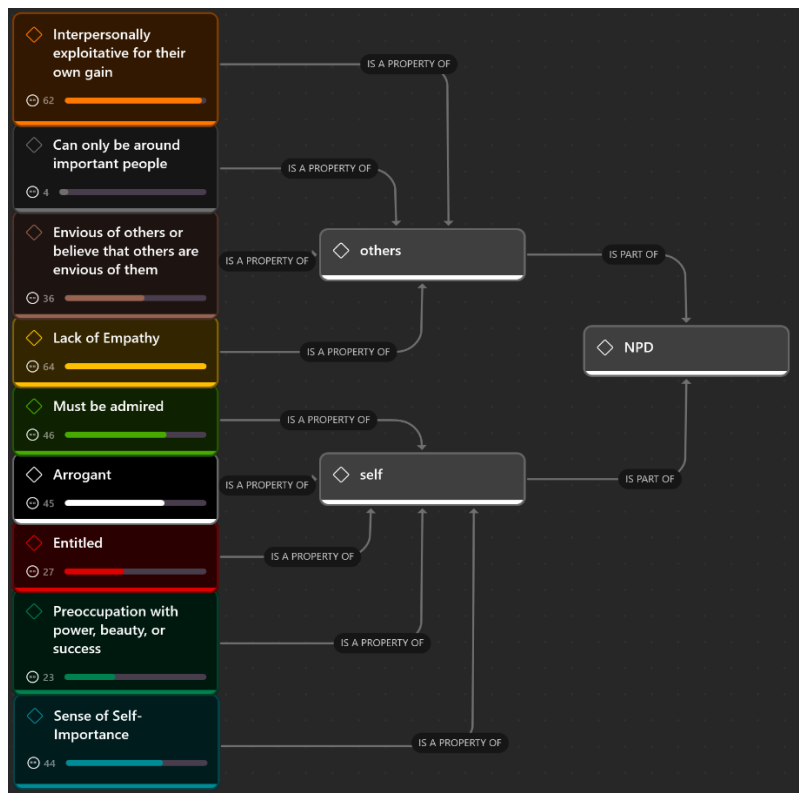 Interpersonally
exploitative for their
own gain
62
IS A PROPERTY OF
Can only be around
important people
4
IS A PROPERTY OF
Envious of others or
believe that others are
envious of them
36
IS A PROPERTY OF
others
IS PART OF
Lack of Empathy
64
IS A PROPERTY OF
NPD
Must be admired
46
IS A PROPERTY OF
Arrogant
45
IS A PROPERTY OF
self
IS PART OF
Entitled
27
IS A PROPERTY OF
Preoccupation with
power, beauty, or
success
23
IS A PROPERTY OF
Sense of Self-
Importance
44
IS A PROPERTY OF